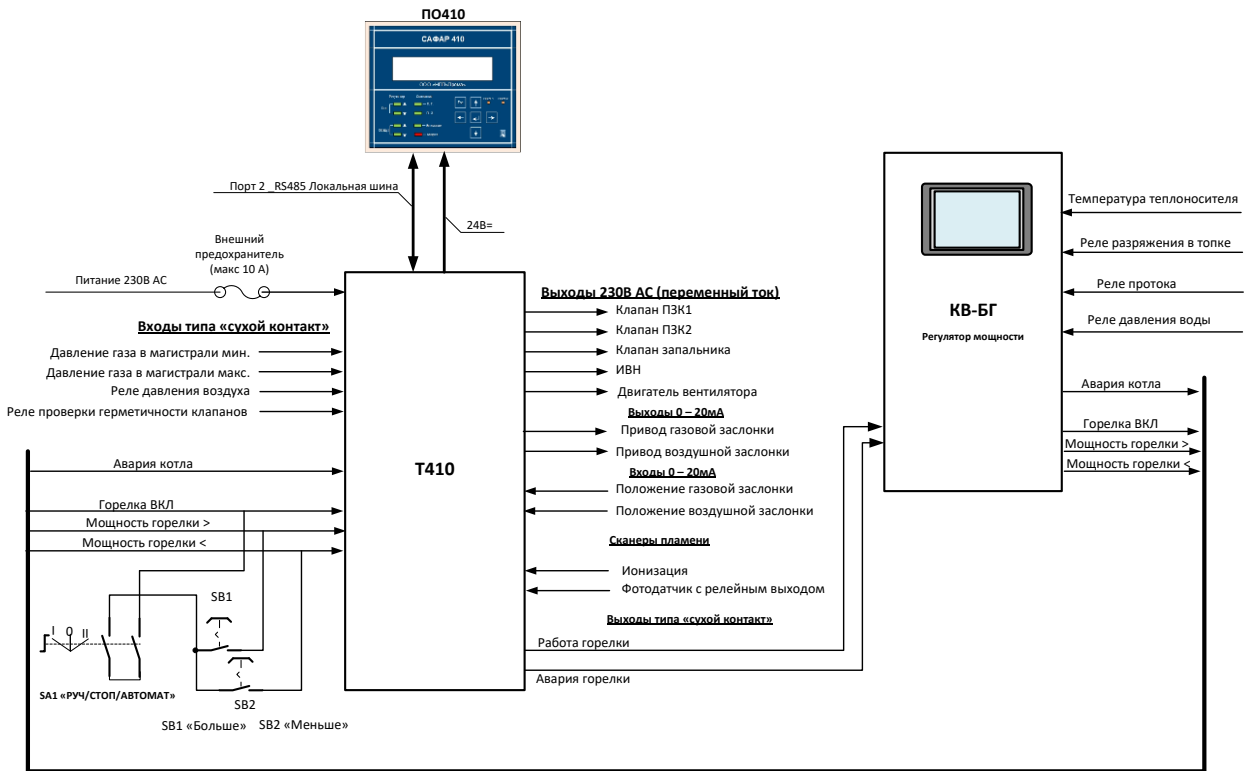 ПО410
САФАР 410
Порт 2 _RS485 Локальная шина
24В=
Внешний
предохранитель
(макс 10 А)
Питание 230В АС
Входы типа «сухой контакт»
Давление газа в магистрали мин.
Давление газа в магистрали макс.
Реле давления воздуха
Реле проверки герметичности клапанов
Авария котла
Горелка ВКЛ
Мощность горелки >
Мощность горелки <
SB1
I 0 II
SA1 «РУЧ/СТОП/АВТОМАТ»
SB2
SB1 «Больше» SB2 «Меньше»
Т410
Выходы 230В АС (переменный ток)
Клапан ПЗК1
Клапан ПЗК2
Клапан запальника
ИВН
Двигатель вентилятора
Выходы 0 – 20мА
Привод газовой заслонки
Привод воздушной заслонки
Входы 0 – 20мА
Положение газовой заслонки
Положение воздушной заслонки
Сканеры пламени
Ионизация
Фотодатчик с релейным выходом
Выходы типа «сухой контакт»
Работа горелки
Авария горелки
КВ-БГ
Регулятор мощности
Температура теплоносителя
Реле разряжения в топке
Реле протока
Реле давления воды
Авария котла
Горелка ВКЛ
Мощность горелки >
Мощность горелки <